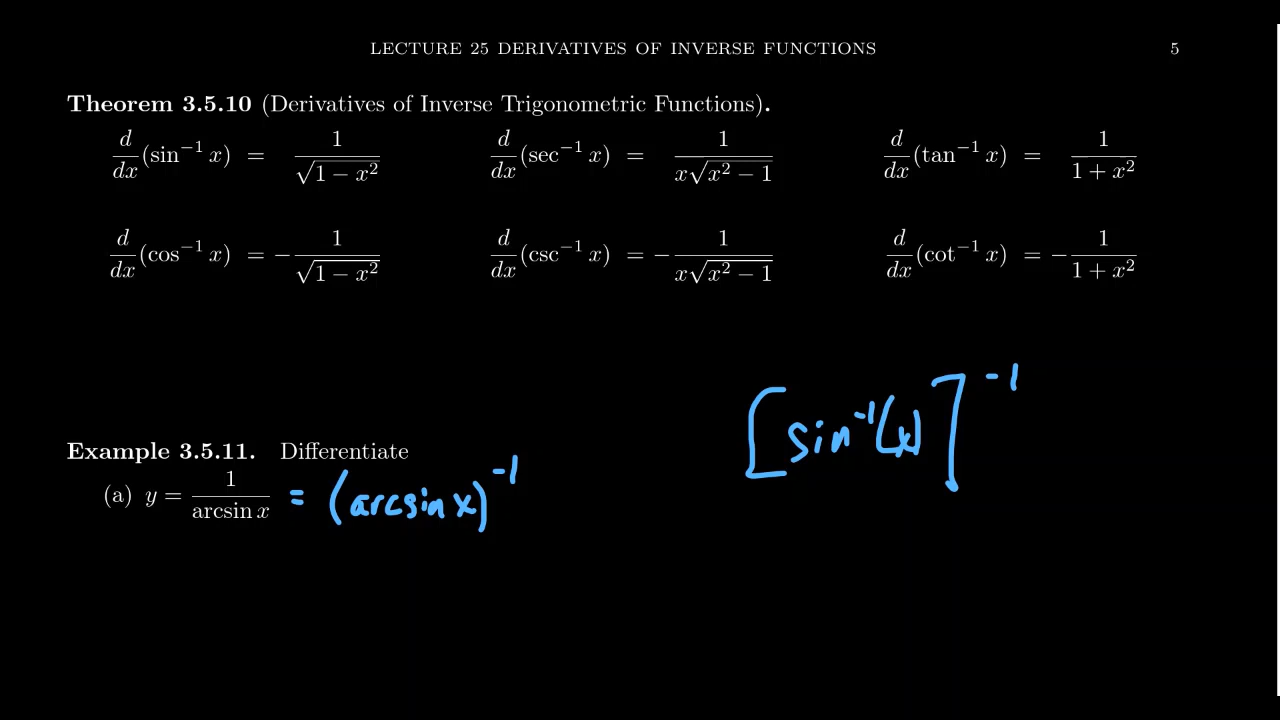 LECTURE 25 DERIVATIVES OF INVERSE FUNCTIONS 5
Theorem 3.5.10 (Derivatives of Inverse Trigonometric Functions).
d/dx (sin⁻¹ x) = 1/√(1 − x²) d/dx (sec⁻¹ x) = 1/(x√(x² − 1)) d/dx (tan⁻¹ x) = 1/(1 + x²)
d/dx (cos⁻¹ x) = − 1/√(1 − x²) d/dx (csc⁻¹ x) = − 1/(x√(x² − 1)) d/dx (cot⁻¹ x) = − 1/(1 + x²)
[sin⁻¹(x)]⁻¹
Example 3.5.11. Differentiate
(a) y = 1/(arcsin x) = (arcsin x)⁻¹